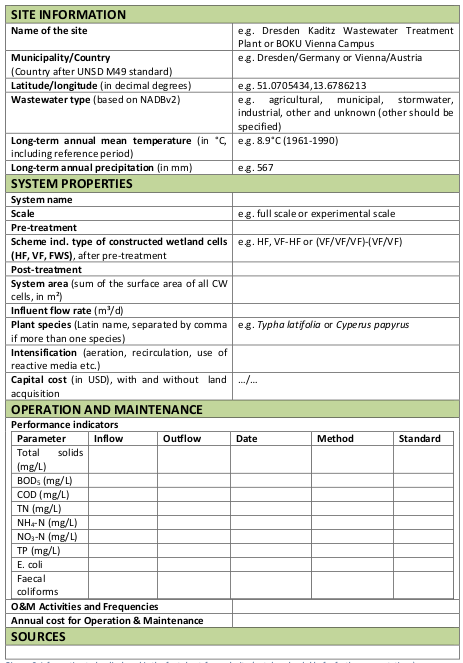 SITE INFORMATION
Name of the site
e.g. Dresden Kaditz Wastewater Treatment
Plant or BOKU Vienna Campus
Municipality/Country
(Country after UNSD M49 standard)
e.g. Dresden/Germany or Vienna/Austria
Latitude/longitude (in decimal degrees)
e.g. 51.0705434,13.6786213
Wastewater type (based on NADBv2)
e.g. agricultural, municipal, stormwater,
industrial, other and unknown (other should be
specified)
Long-term annual mean temperature (in °C,
including reference period)
e.g. 8.9°C (1961-1990)
Long-term annual precipitation (in mm)
e.g. 567
SYSTEM PROPERTIES
System name
Scale
e.g. full scale or experimental scale
Pre-treatment
Scheme incl. type of constructed wetland cells
(HF, VF, FWS), after pre-treatment
e.g. HF, VF-HF or (VF/VF/VF)-(VF/VF)
Post-treatment
System area (sum of the surface area of all CW
cells, in m²)
Influent flow rate (m³/d)
Plant species (Latin name, separated by comma
if more than one species)
e.g. Typha latifolia or Cyperus papyrus
Intensification (aeration, recirculation, use of
reactive media etc.)
Capital cost (in USD), with and without land
acquisition
…/…
OPERATION AND MAINTENANCE
Performance indicators
Parameter Inflow Outflow Date Method Standard
Total solids
(mg/L)
BOD₅ (mg/L)
COD (mg/L)
TN (mg/L)
NH₄-N (mg/L)
NO₃-N (mg/L)
TP (mg/L)
E. coli
Faecal
coliforms
O&M Activities and Frequencies
Annual cost for Operation & Maintenance
SOURCES